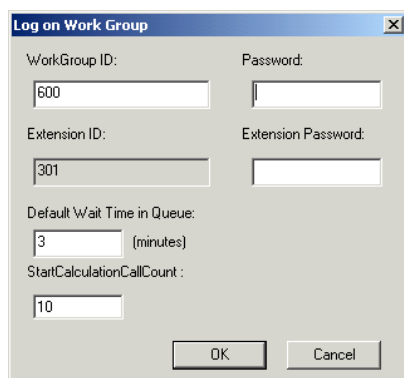 Log on Work Group
WorkGroup ID: Password:
600
Extension ID: Extension Password:
301
Default Wait Time in Queue:
3 (minutes)
StartCalculationCallCount :
10
OK Cancel